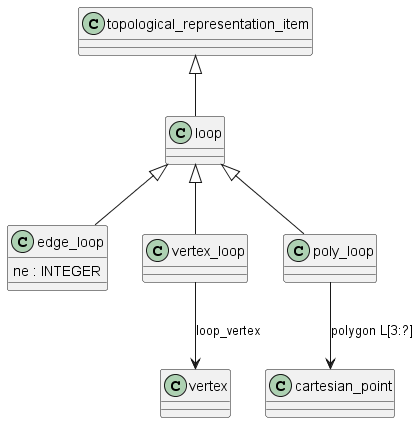 C topological_representation_item
C loop
C edge_loop
ne : INTEGER
C vertex_loop
C poly_loop
loop_vertex
polygon L[3:?]
C vertex
C cartesian_point